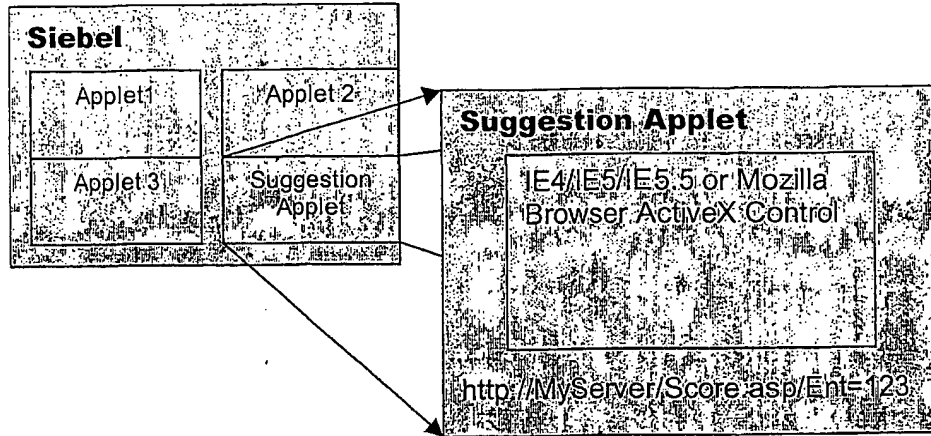 Siebel
Applet1
Applet 2
Applet 3
Suggestion
Applet
Suggestion Applet
IE4/IE5/IE5.5 or Mozilla
Browser ActiveX Control
http://MyServer/Score.asp/Ent=123